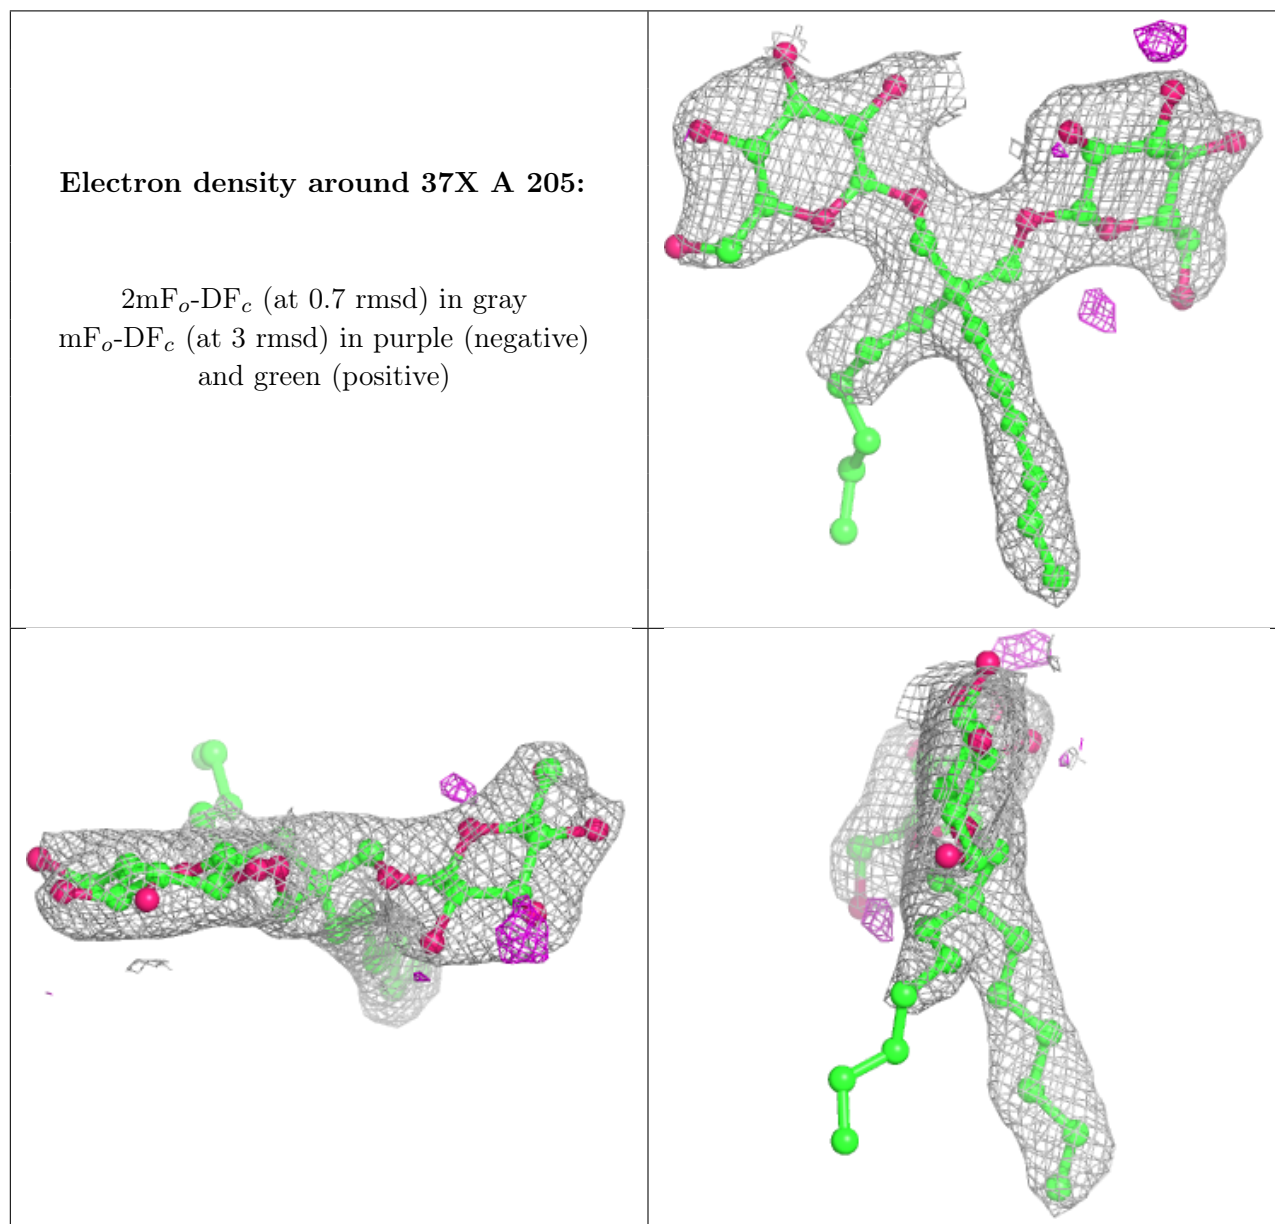 Electron density around 37X A 205:
2mFo-DFc (at 0.7 rmsd) in gray
mFo-DFc (at 3 rmsd) in purple (negative)
and green (positive)